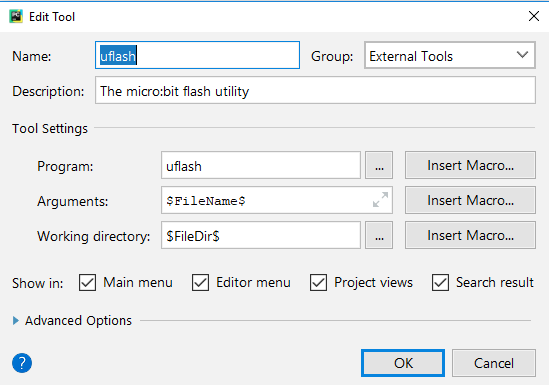 Edit Tool
Name: uflash Group: External Tools
Description: The micro:bit flash utility
Tool Settings
Program: uflash ... Insert Macro...
Arguments: $FileName$ Insert Macro...
Working directory: $FileDir$ ... Insert Macro...
Show in: Main menu Editor menu Project views Search result
Advanced Options
? OK Cancel